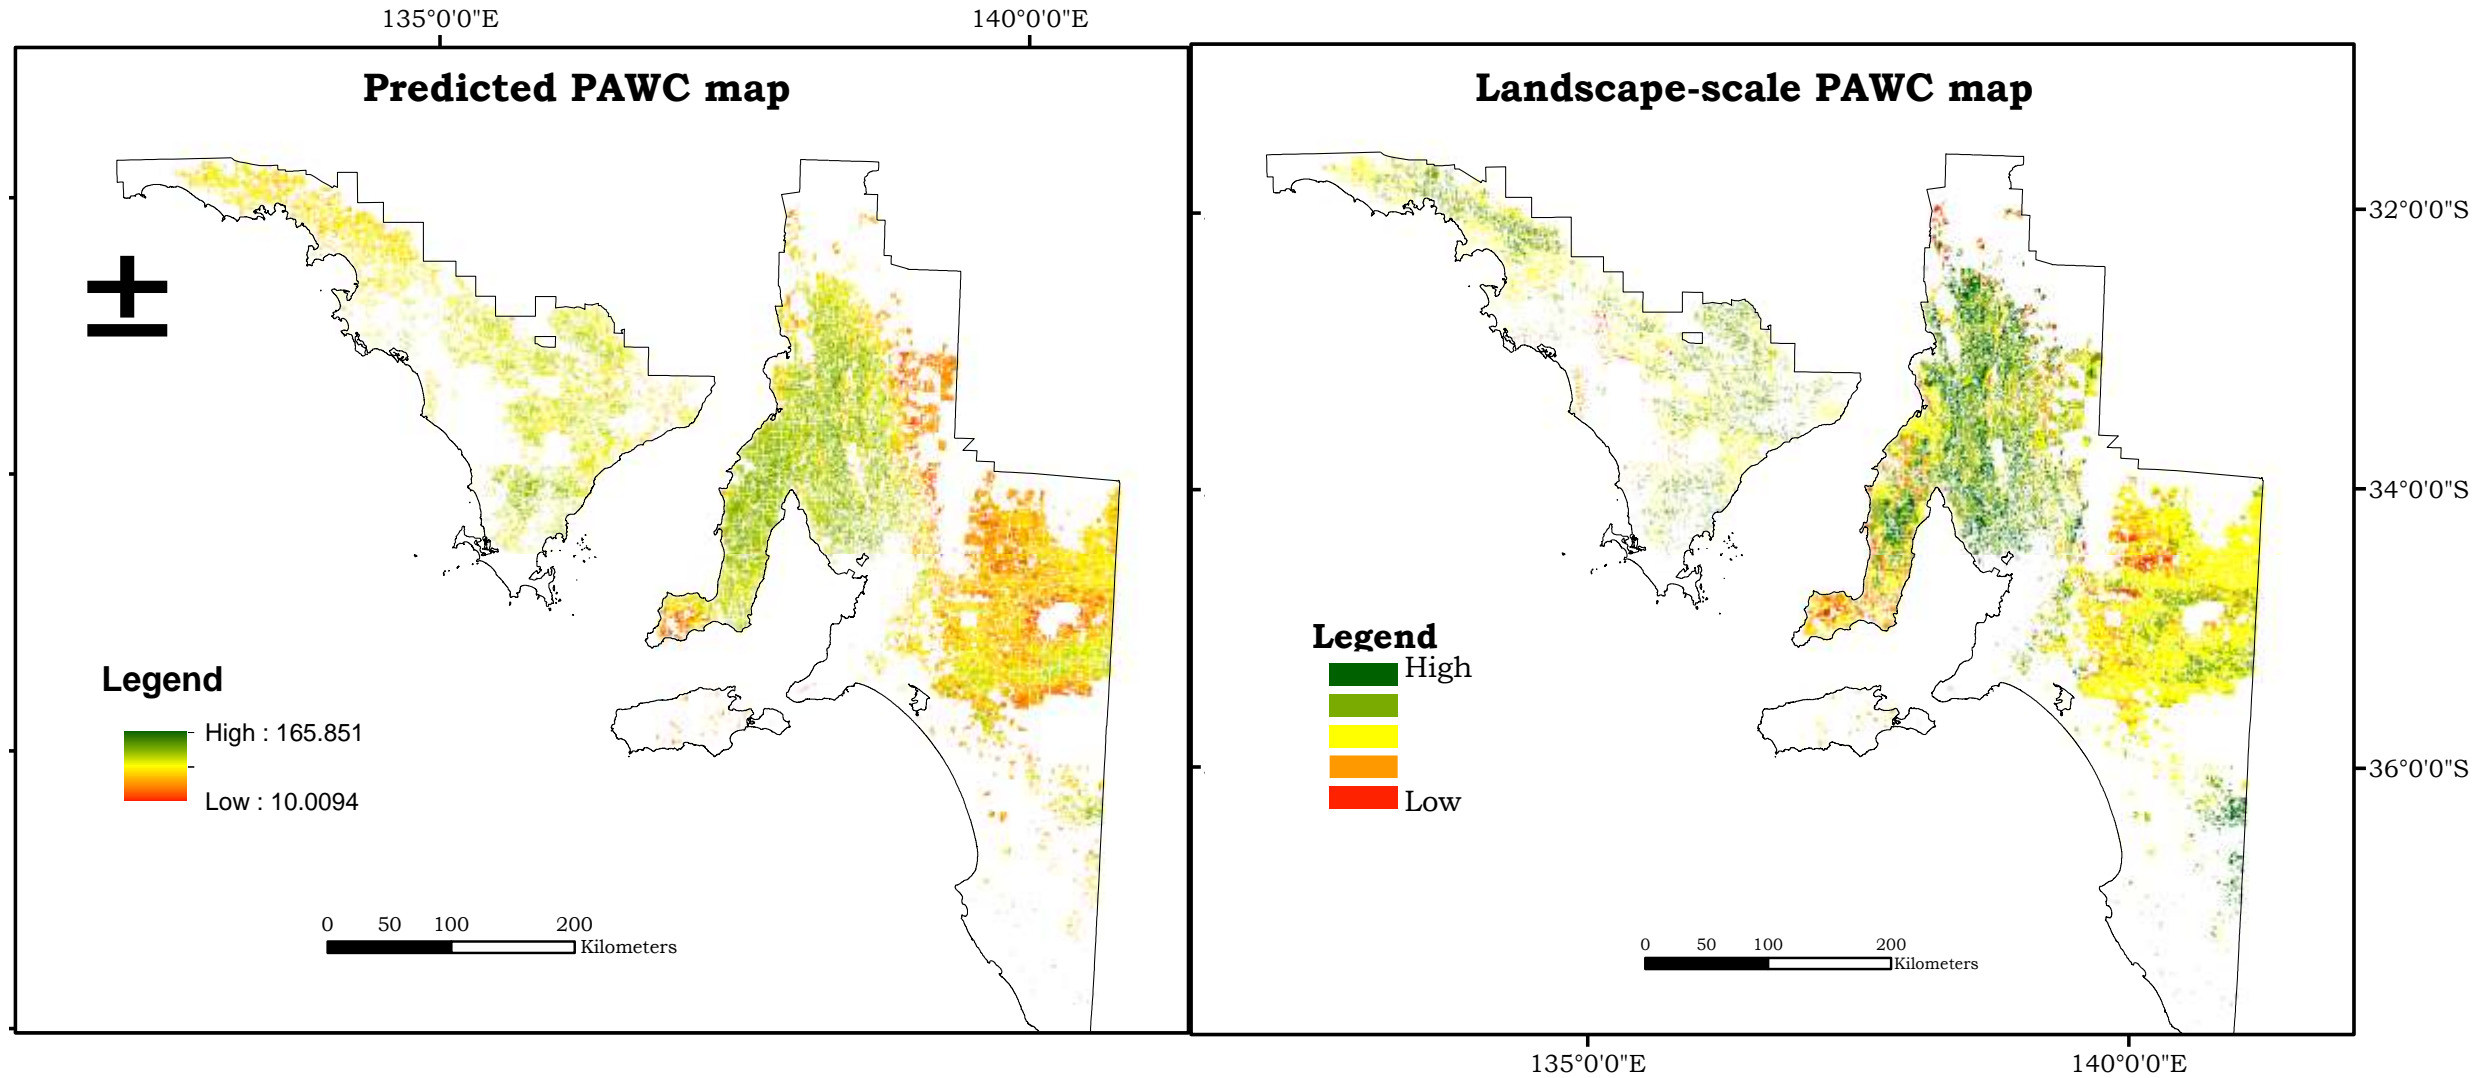 135°0'0"E 140°0'0"E
Predicted PAWC map
Landscape-scale PAWC map
32°0'0"S
34°0'0"S
Legend
High
Low
Legend
High : 165.851
Low : 10.0094
36°0'0"S
0 50 100 200
Kilometers
0 50 100 200
Kilometers
135°0'0"E 140°0'0"E